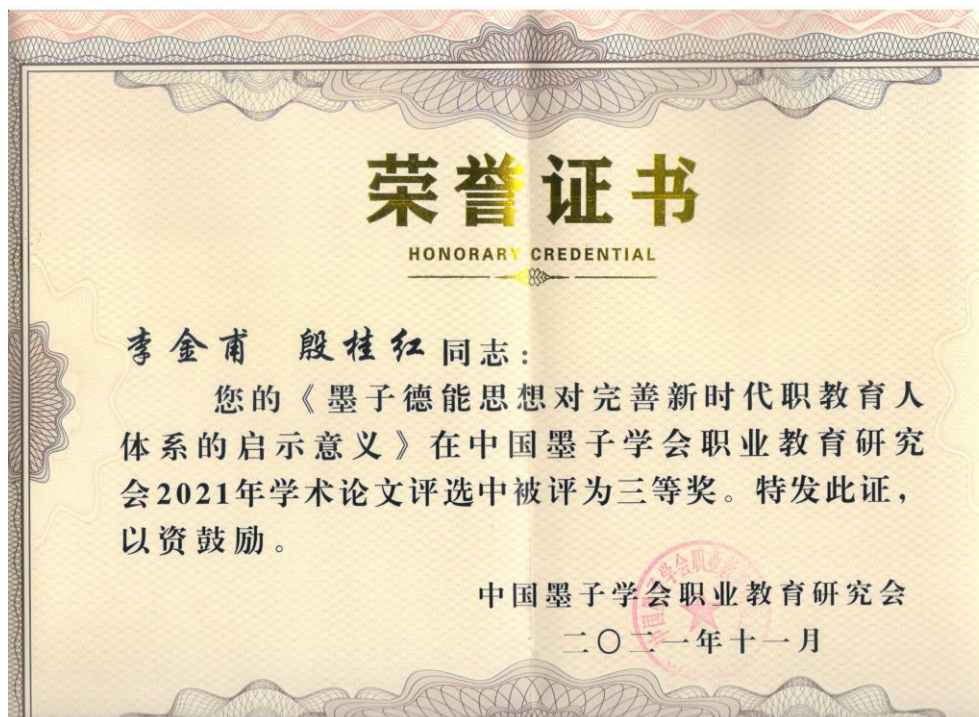 荣誉证书
HONORARY CREDENTIAL
李金甫 殷桂红同志：
您的《墨子德能思想对完善新时代职教育人
体系的启示意义》在中国墨子学会职业教育研究
会2021年学术论文评选中被评为三等奖。特发此证，
以资鼓励。
中国墨子学会职业教育研究会
二〇二一年十一月